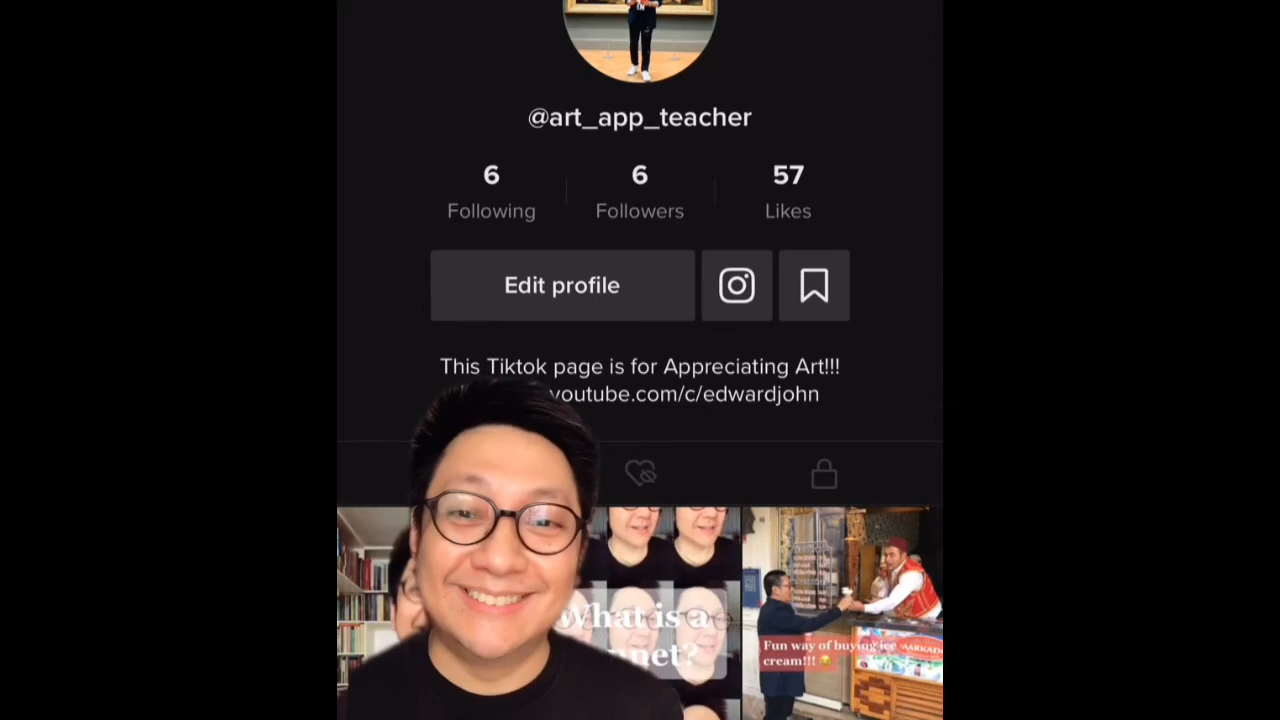 @art_app_teacher
6 6 57
Following Followers Likes
Edit profile
This Tiktok page is for Appreciating Art!!!
youtube.com/c/edwardjohn
What is a
Fun way of buying ice
cream!!! 😂